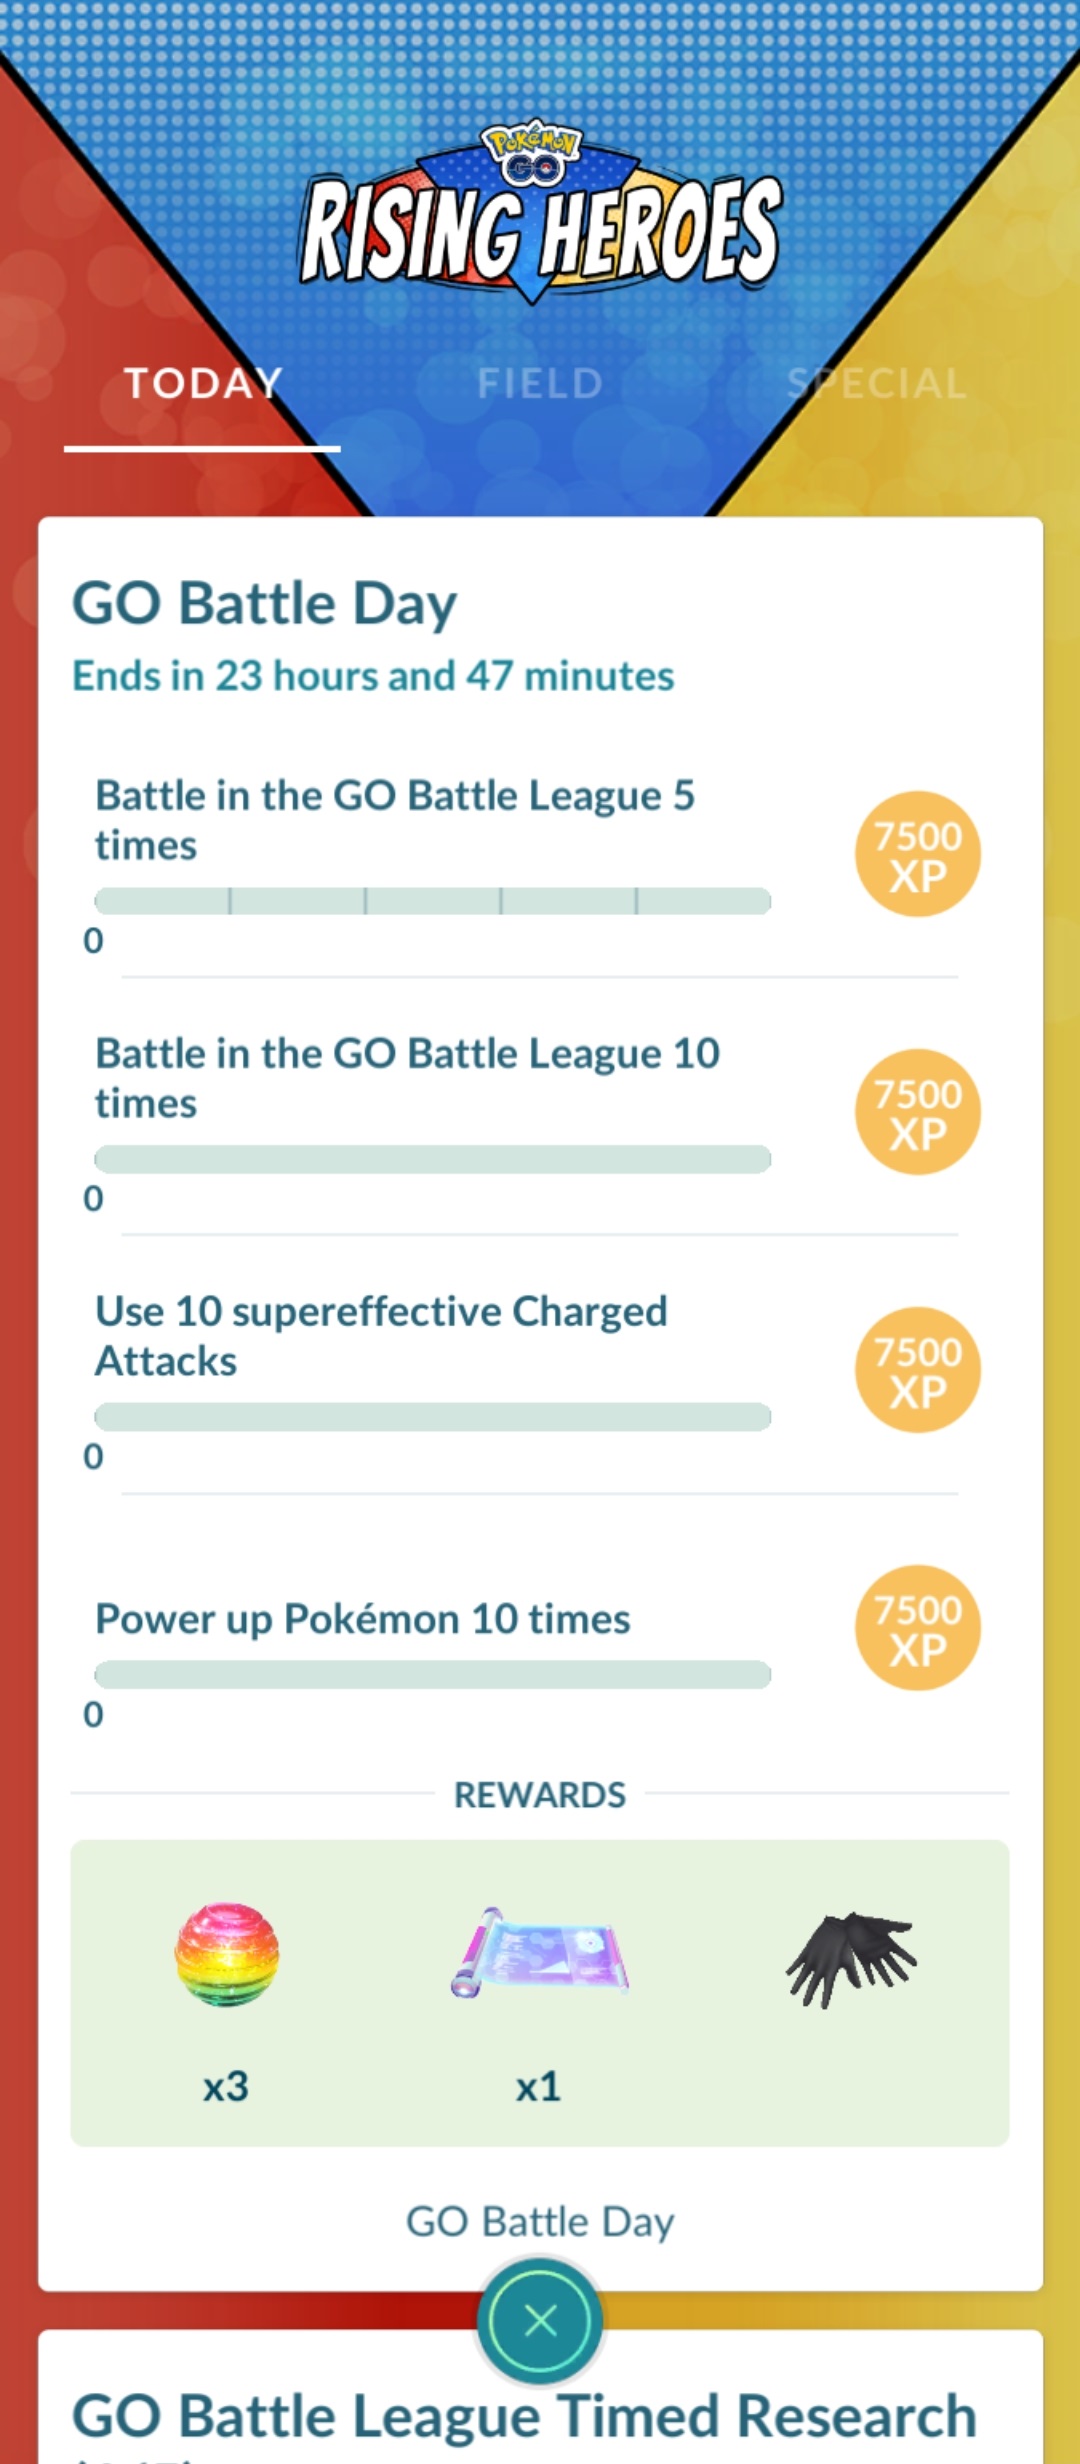 POKéMON
GO
RISING HEROES
TODAY
FIELD
SPECIAL
GO Battle Day
Ends in 23 hours and 47 minutes
Battle in the GO Battle League 5
times
7500
XP
0
Battle in the GO Battle League 10
times
7500
XP
0
Use 10 supereffective Charged
Attacks
7500
XP
0
Power up Pokémon 10 times
7500
XP
0
REWARDS
x3
x1
GO Battle Day
GO Battle League Timed Research